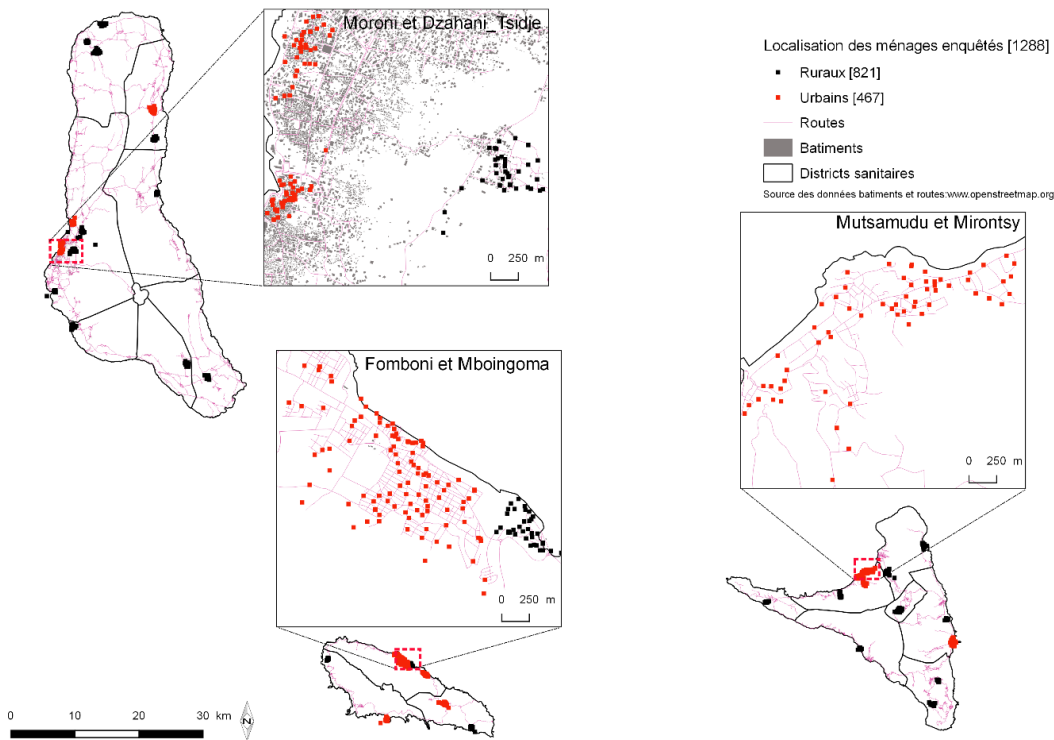 Moroni et Dzahani_Tsidje
0 250 m
Localisation des ménages enquêtés [1288]
Ruraux [821]
Urbains [467]
Routes
Batiments
Districts sanitaires
Source des données batiments et routes:www.openstreetmap.org
Mutsamudu et Mirontsy
0 250 m
Fomboni et Mboingoma
0 250 m
0 10 20 30 km
N